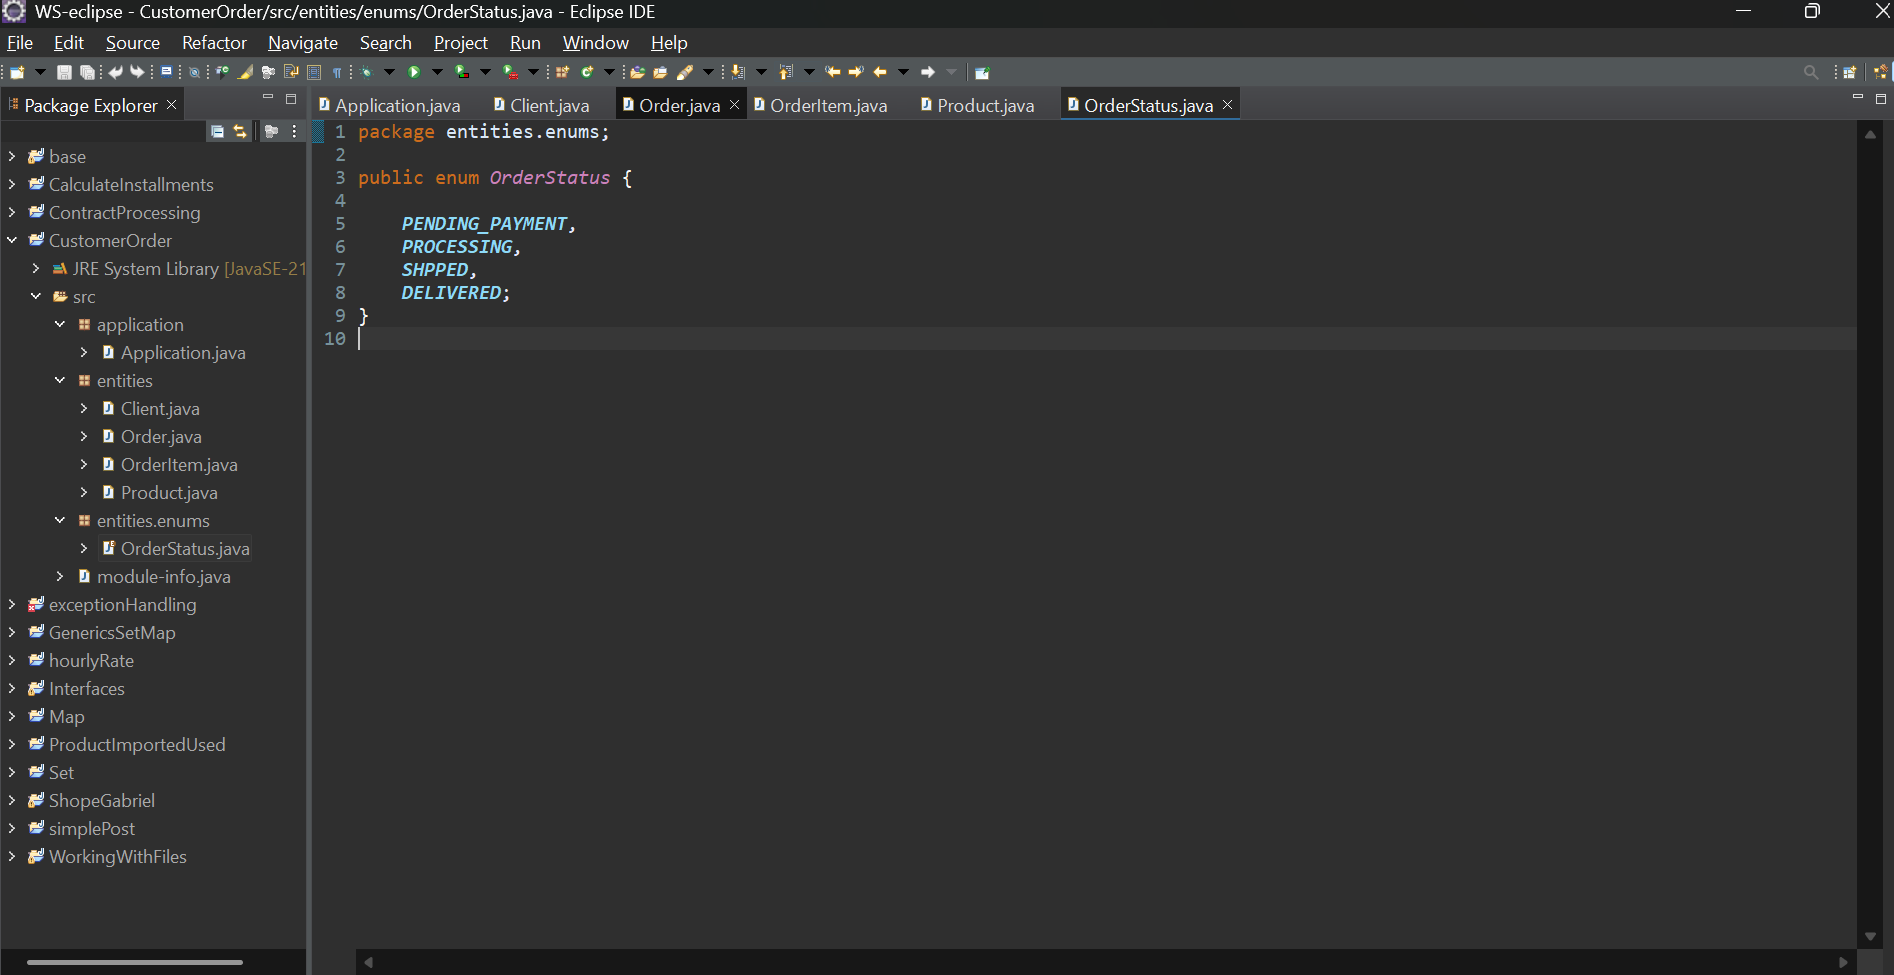 WS-eclipse - CustomerOrder/src/entities/enums/OrderStatus.java - Eclipse IDE
File Edit Source Refactor Navigate Search Project Run Window Help
Package Explorer
Application.java Client.java Order.java OrderItem.java Product.java OrderStatus.java
base
CalculateInstallments
ContractProcessing
CustomerOrder
JRE System Library [JavaSE-21
src
application
Application.java
entities
Client.java
Order.java
OrderItem.java
Product.java
entities.enums
OrderStatus.java
module-info.java
exceptionHandling
GenericsSetMap
hourlyRate
Interfaces
Map
ProductImportedUsed
Set
ShopeGabriel
simplePost
WorkingWithFiles
1 package entities.enums;
2
3 public enum OrderStatus {
4
5 PENDING_PAYMENT,
6 PROCESSING,
7 SHPPED,
8 DELIVERED;
9 }
10